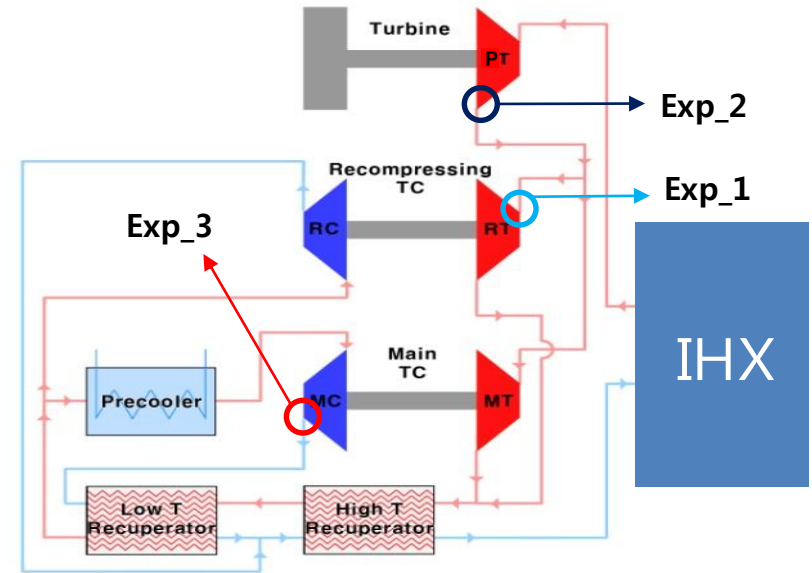 Turbine
PT
Exp_2
Recompressing
TC
Exp_1
Exp_3
RC
RT
IHX
Main
TC
Precooler
MC
MT
Low T
Recuperator
High T
Recuperator